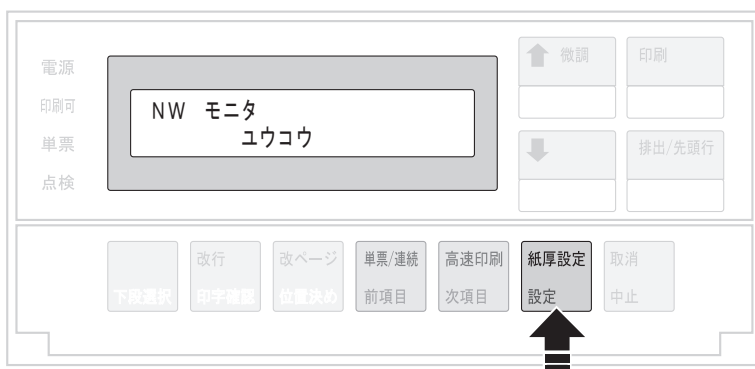 電源
印刷可
単票
点検
NW モニタ
ユウコウ
微調
印刷
排出/先頭行
改行
改ページ
単票/連続
高速印刷
紙厚設定
取消
下段選択
印字確認
位置決め
前項目
次項目
設定
中止